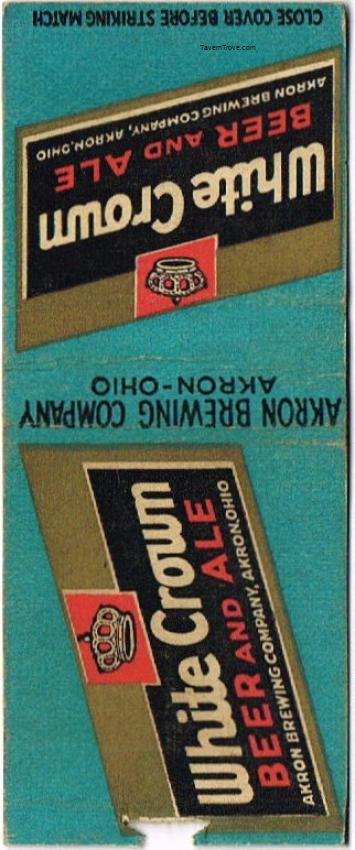 CLOSE COVER BEFORE STRIKING MATCH
TavernTrove.com
White Crown
BEER AND ALE
AKRON BREWING COMPANY, AKRON, OHIO
AKRON BREWING COMPANY
AKRON-OHIO
White Crown
BEER AND ALE
AKRON BREWING COMPANY, AKRON, OHIO